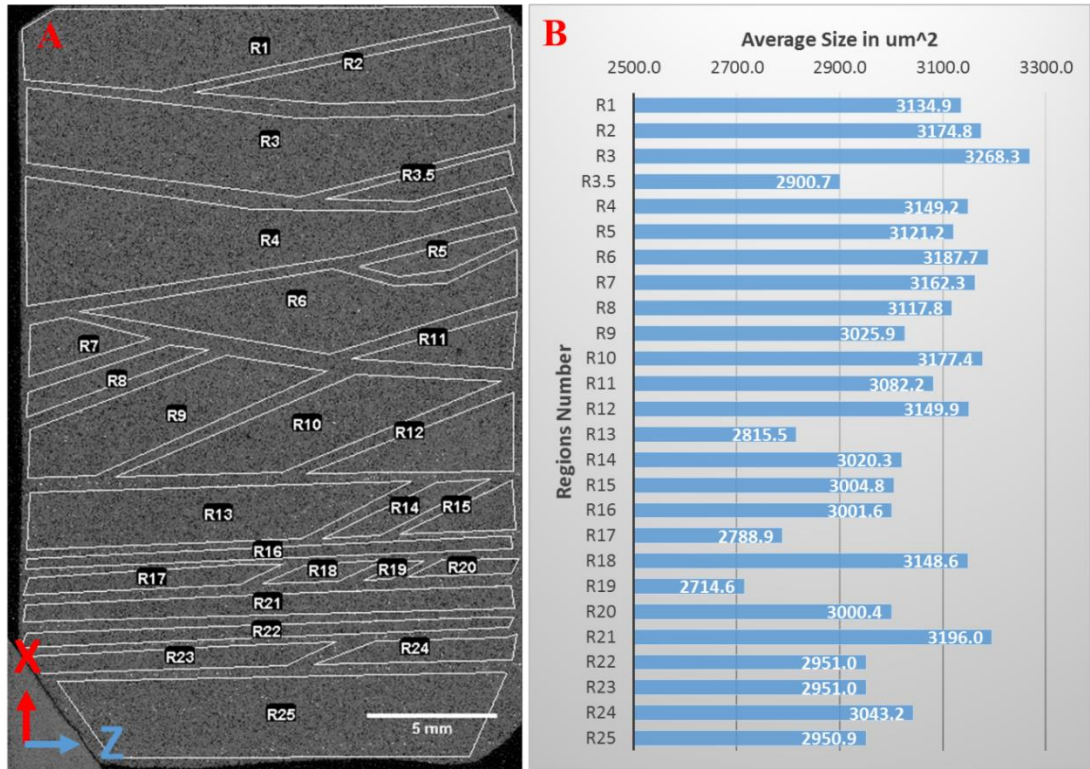 A
R1
R2
R3
R3.5
R4
R5
R6
R7
R11
R8
R9
R10
R12
R13
R14
R15
R16
R17
R18
R19
R20
R21
R22
R23
R24
R25
5 mm
X
Z
B
Average Size in um^2
2500.0 2700.0 2900.0 3100.0 3300.0
Regions Number
R1 3134.9
R2 3174.8
R3 3268.3
R3.5 2900.7
R4 3149.2
R5 3121.2
R6 3187.7
R7 3162.3
R8 3117.8
R9 3025.9
R10 3177.4
R11 3082.2
R12 3149.9
R13 2815.5
R14 3020.3
R15 3004.8
R16 3001.6
R17 2788.9
R18 3148.6
R19 2714.6
R20 3000.4
R21 3196.0
R22 2951.0
R23 2951.0
R24 3043.2
R25 2950.9